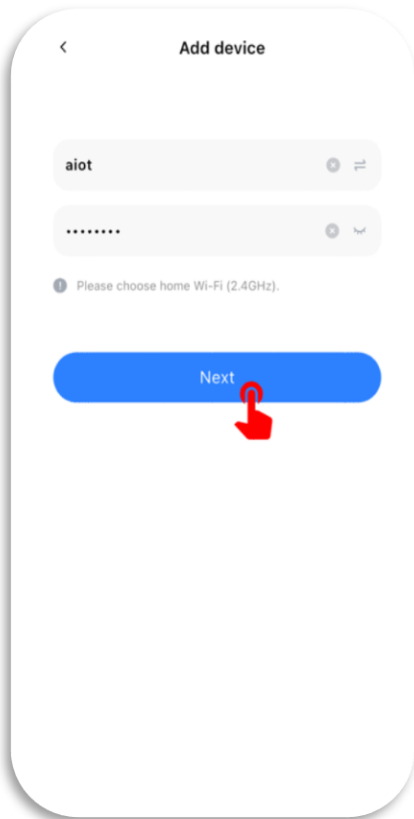 Add device
aiot
••••••••
Please choose home Wi-Fi (2.4GHz).
Next